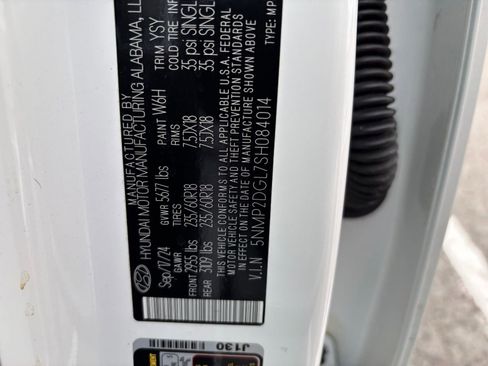 MANUFACTURED BY
HYUNDAI MOTOR MANUFACTURING ALABAMA, LL
Sep/17/24 GVWR 5677 lbs PAINT W6H TRIM YSY
GAWR TIRES RIMS COLD TIRE INF
FRONT 2955 lbs 235/60R18 7.5JX18 35 psi SINGL
REAR 3109 lbs 235/60R18 7.5JX18 35 psi SINGL
THIS VEHICLE CONFORMS TO ALL APPLICABLE U.S.A. FEDERAL
MOTOR VEHICLE SAFETY AND THEFT PREVENTION STANDARDS
IN EFFECT ON THE DATE OF MANUFACTURE SHOWN ABOVE
V.I.N 5NMP2DGL7SH084014 TYPE: MP
J130